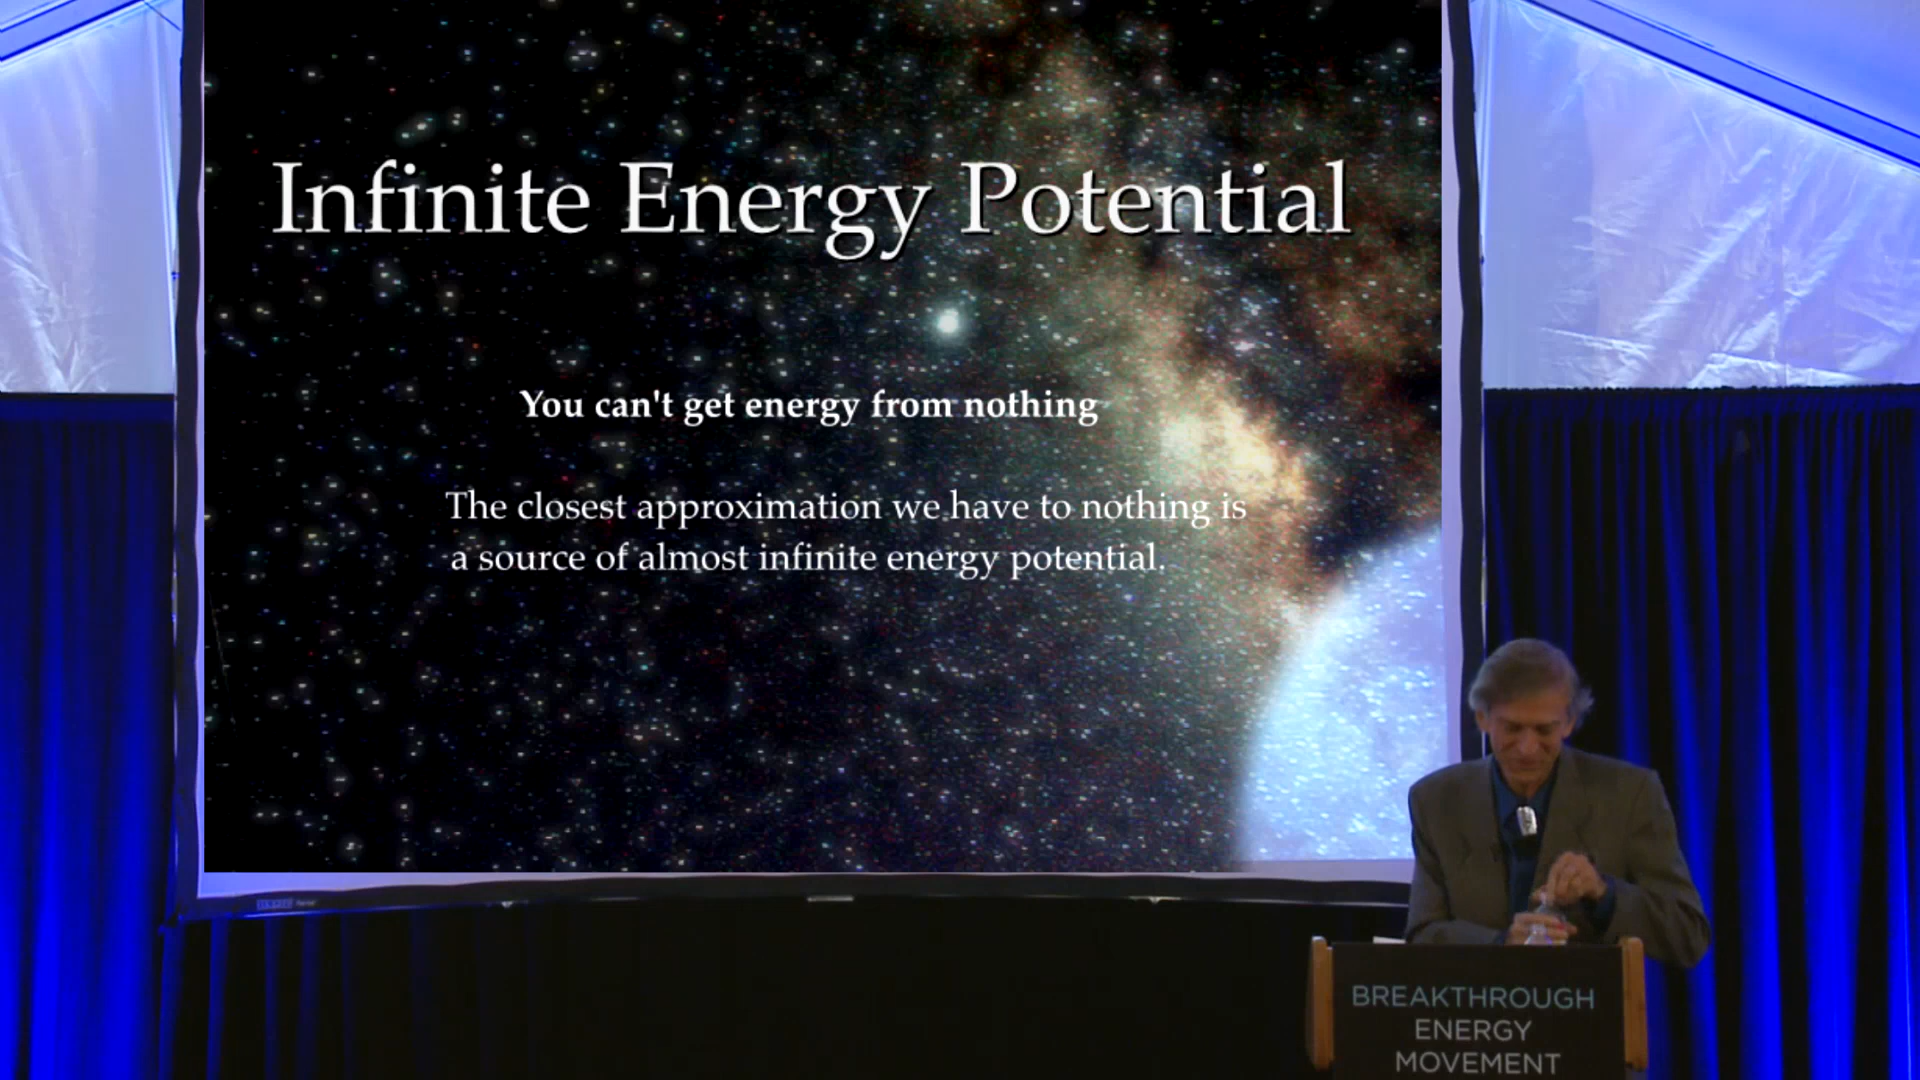 Infinite Energy Potential
You can't get energy from nothing
The closest approximation we have to nothing is
a source of almost infinite energy potential.
BREAKTHROUGH
ENERGY
MOVEMENT